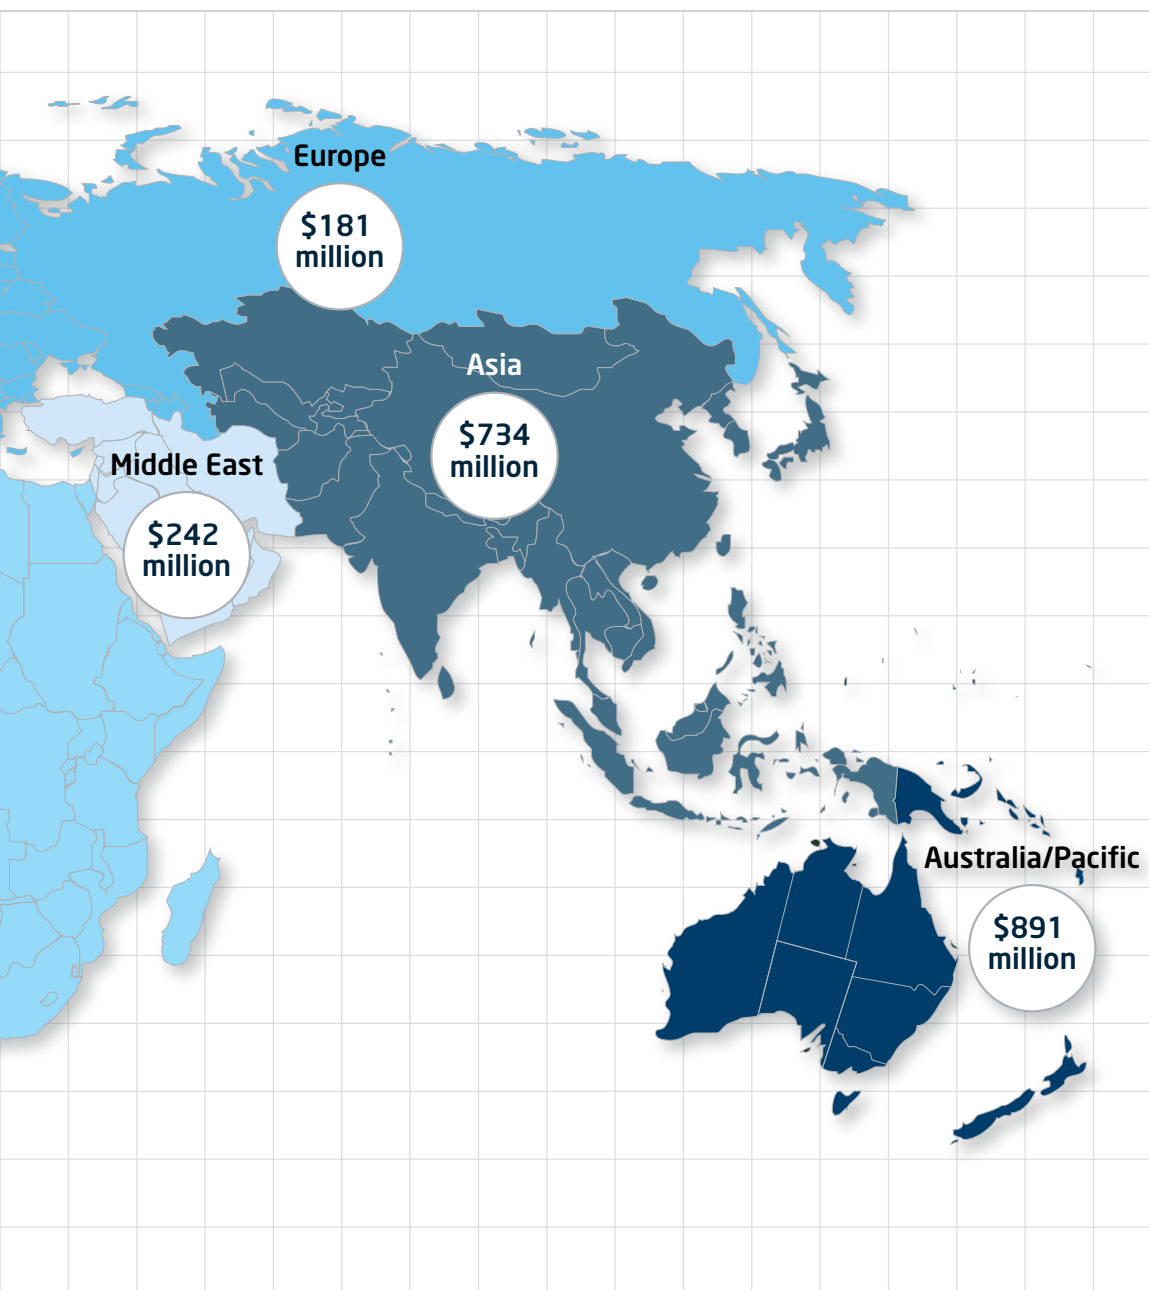 Europe
$181
million
Asia
$734
million
Middle East
$242
million
Australia/Pacific
$891
million